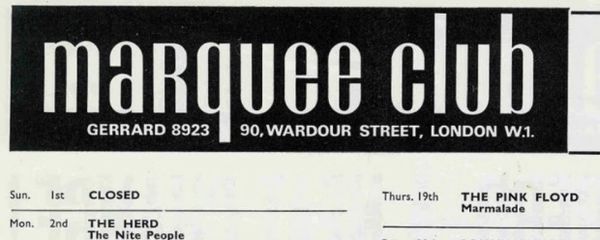 marquee club
GERRARD 8923 90, WARDOUR STREET, LONDON W.1.
Sun. 1st CLOSED
Mon. 2nd THE HERD
The Nite People
Thurs. 19th THE PINK FLOYD
Marmalade